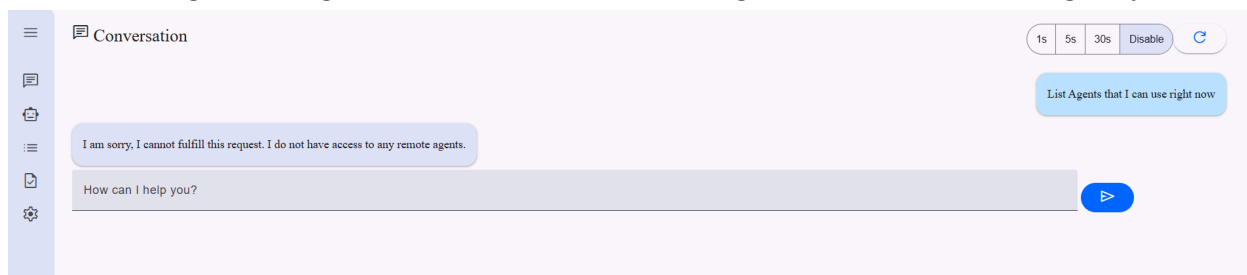 Conversation
1s 5s 30s Disable
List Agents that I can use right now
I am sorry, I cannot fulfill this request. I do not have access to any remote agents.
How can I help you?